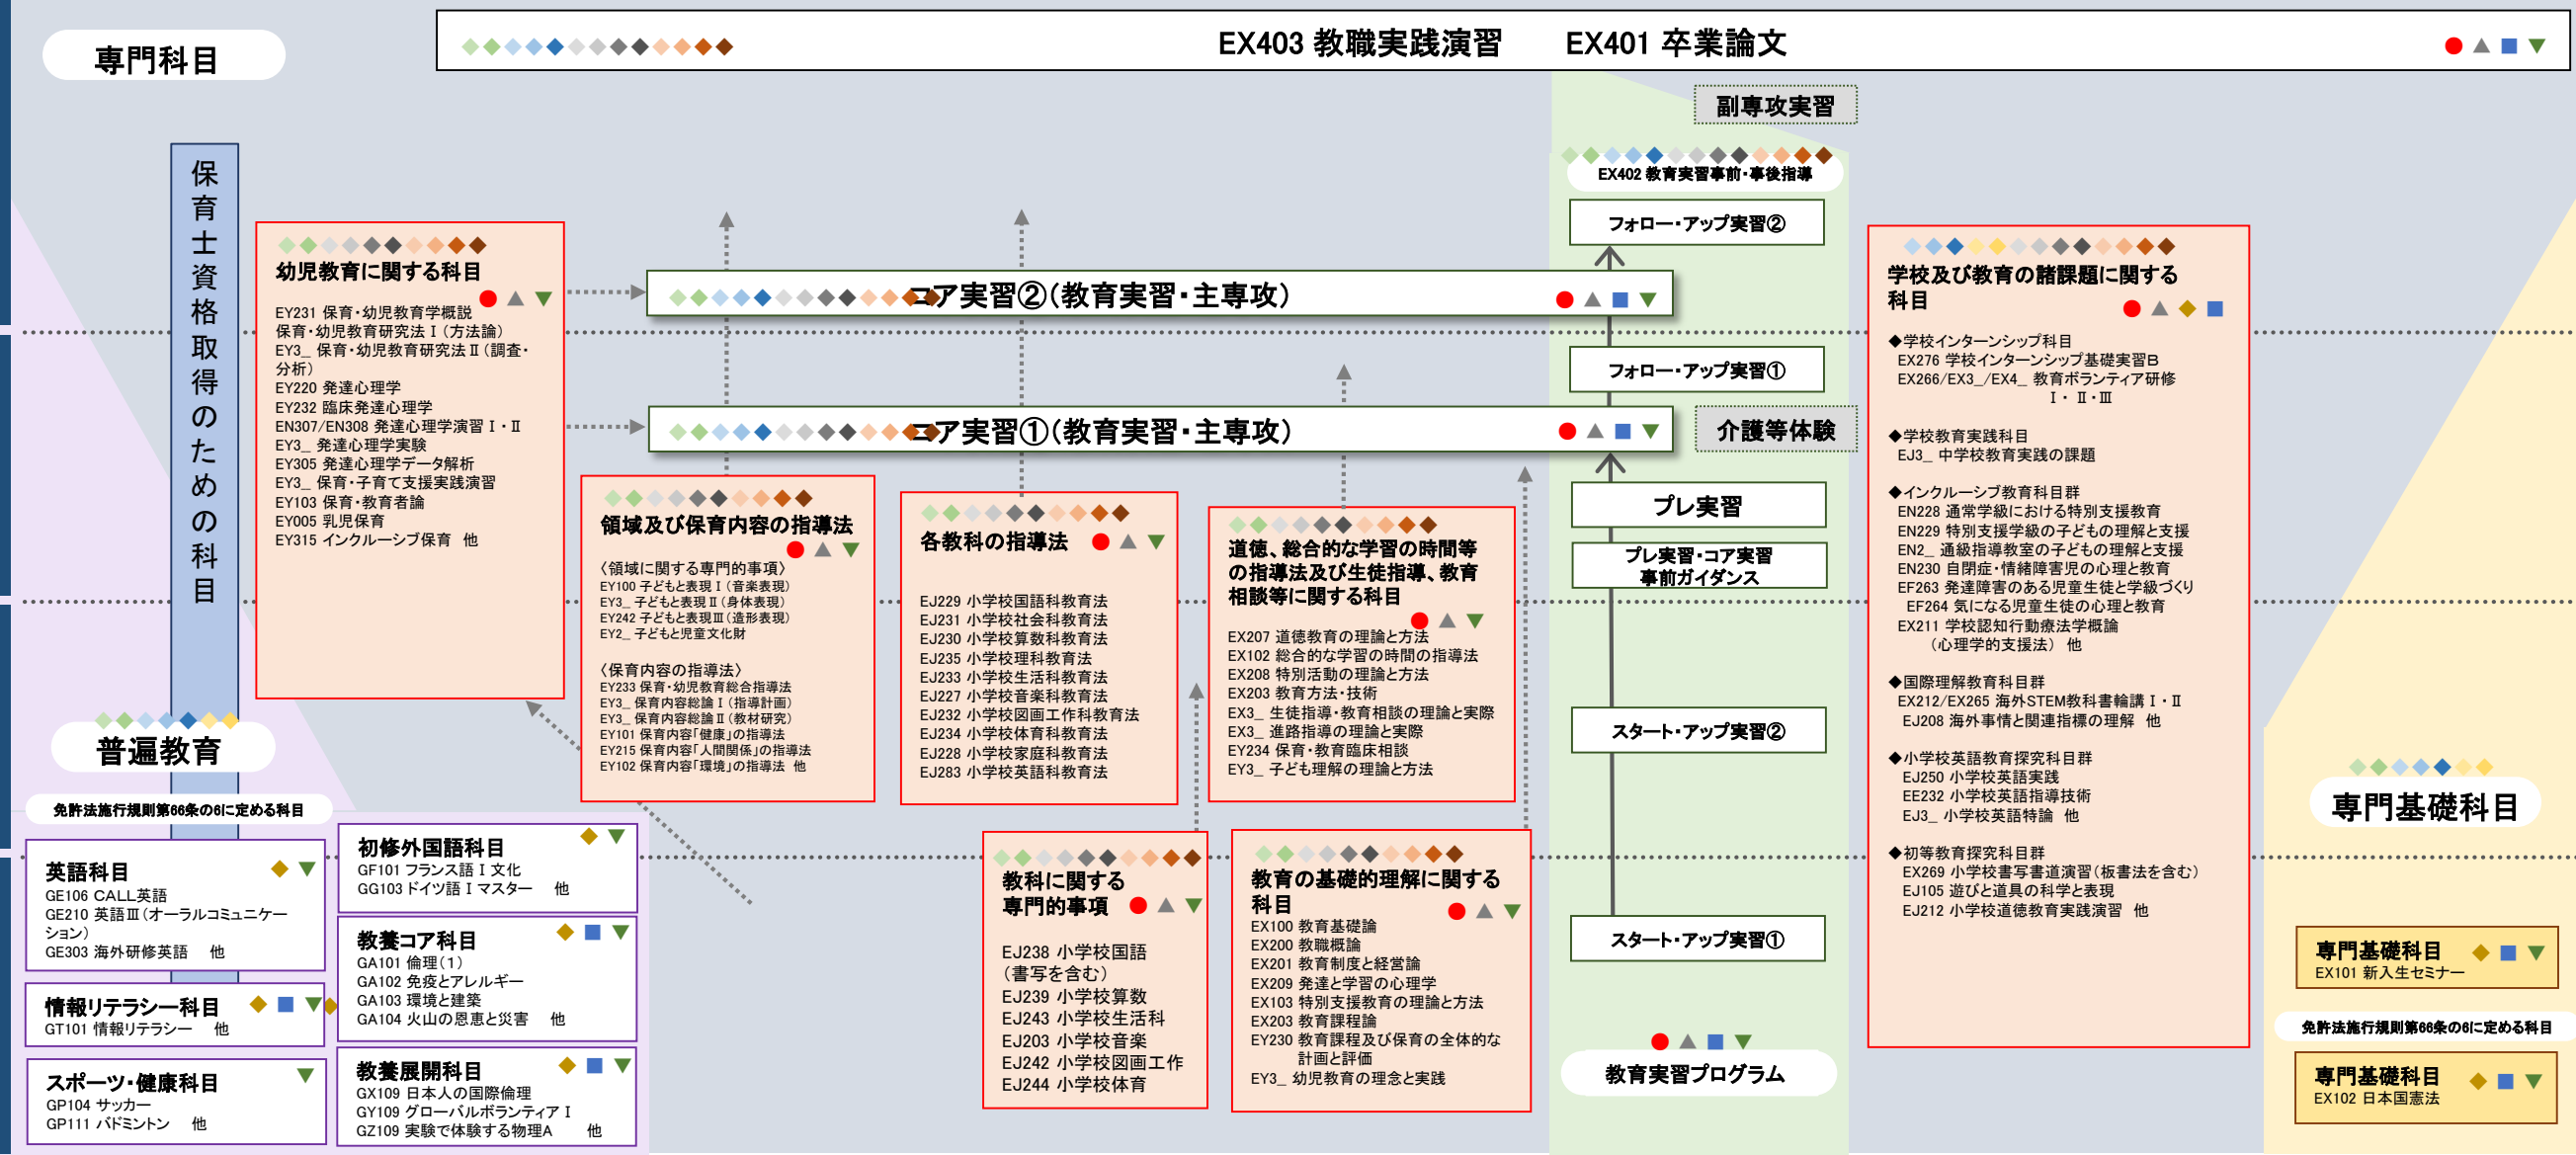 専門科目
EX403 教職実践演習 EX401 卒業論文
副専攻実習
保育士資格取得のための科目
EX402 教育実習事前・事後指導
フォロー・アップ実習②
幼児教育に関する科目
EY231 保育・幼児教育学概説
保育・幼児教育研究法Ⅰ(方法論)
EY3_ 保育・幼児教育研究法Ⅱ(調査・
分析)
EY220 発達心理学
EY232 臨床発達心理学
EN307/EN308 発達心理学演習Ⅰ・Ⅱ
EY3_ 発達心理学実験
EY305 発達心理学データ解析
EY3_ 保育・子育て支援実践演習
EY103 保育・教育者論
EY005 乳児保育
EY315 インクルーシブ保育 他
コア実習②(教育実習・主専攻)
フォロー・アップ実習①
コア実習①(教育実習・主専攻)
介護等体験
プレ実習
プレ実習・コア実習
事前ガイダンス
スタート・アップ実習②
スタート・アップ実習①
教育実習プログラム
領域及び保育内容の指導法
〈領域に関する専門的事項〉
EY100 子どもと表現Ⅰ(音楽表現)
EY3_ 子どもと表現Ⅱ(身体表現)
EY242 子どもと表現Ⅲ(造形表現)
EY2_ 子どもと児童文化財
〈保育内容の指導法〉
EY233 保育・幼児教育総合指導法
EY3_ 保育内容総論Ⅰ(指導計画)
EY3_ 保育内容総論Ⅱ(教材研究)
EY101 保育内容「健康」の指導法
EY215 保育内容「人間関係」の指導法
EY102 保育内容「環境」の指導法 他
各教科の指導法
EJ229 小学校国語科教育法
EJ231 小学校社会科教育法
EJ230 小学校算数科教育法
EJ235 小学校理科教育法
EJ233 小学校生活科教育法
EJ227 小学校音楽科教育法
EJ232 小学校図画工作科教育法
EJ234 小学校体育科教育法
EJ228 小学校家庭科教育法
EJ283 小学校英語科教育法
道徳、総合的な学習の時間等
の指導法及び生徒指導、教育
相談等に関する科目
EX207 道徳教育の理論と方法
EX102 総合的な学習の時間の指導法
EX208 特別活動の理論と方法
EX203 教育方法・技術
EX3_ 生徒指導・教育相談の理論と実際
EX3_ 進路指導の理論と実際
EY234 保育・教育臨床相談
EY3_ 子ども理解の理論と方法
学校及び教育の諸課題に関する
科目
◆学校インターンシップ科目
EX276 学校インターンシップ基礎実習B
EX266/EX3_/EX4_ 教育ボランティア研修
Ⅰ・Ⅱ・Ⅲ
◆学校教育実践科目
EJ3_ 中学校教育実践の課題
◆インクルーシブ教育科目群
EN228 通常学級における特別支援教育
EN229 特別支援学級の子どもの理解と支援
EN2_ 通級指導教室の子どもの理解と支援
EN230 自閉症・情緒障害児の心理と教育
EF263 発達障害のある児童生徒と学級づくり
EF264 気になる児童生徒の心理と教育
EX211 学校認知行動療法学概論
(心理学的支援法) 他
◆国際理解教育科目群
EX212/EX265 海外STEM教科書輪講Ⅰ・Ⅱ
EJ208 海外事情と関連指標の理解 他
◆小学校英語教育探究科目群
EJ250 小学校英語実践
EE232 小学校英語指導技術
EJ3_ 小学校英語特論 他
◆初等教育探究科目群
EX269 小学校書写書道演習(板書法を含む)
EJ105 遊びと道具の科学と表現
EJ212 小学校道徳教育実践演習 他
普遍教育
免許法施行規則第66条の6に定める科目
英語科目
GE106 CALL英語
GE210 英語Ⅲ(オーラルコミュニケー
ション)
GE303 海外研修英語 他
情報リテラシー科目
GT101 情報リテラシー 他
スポーツ・健康科目
GP104 サッカー
GP111 バドミントン 他
初修外国語科目
GF101 フランス語Ⅰ文化
GG103 ドイツ語Ⅰマスター 他
教養コア科目
GA101 倫理(1)
GA102 免疫とアレルギー
GA103 環境と建築
GA104 火山の恩恵と災害 他
教養展開科目
GX109 日本人の国際倫理
GY109 グローバルボランティアⅠ
GZ109 実験で体験する物理A 他
教科に関する
専門的事項
EJ238 小学校国語
(書写を含む)
EJ239 小学校算数
EJ243 小学校生活科
EJ203 小学校音楽
EJ242 小学校図画工作
EJ244 小学校体育
教育の基礎的理解に関する
科目
EX100 教育基礎論
EX200 教職概論
EX201 教育制度と経営論
EX209 発達と学習の心理学
EX103 特別支援教育の理論と方法
EX203 教育課程論
EY230 教育課程及び保育の全体的な
計画と評価
EY3_ 幼児教育の理念と実践
専門基礎科目
専門基礎科目
EX101 新入生セミナー
免許法施行規則第66条の6に定める科目
専門基礎科目
EX102 日本国憲法